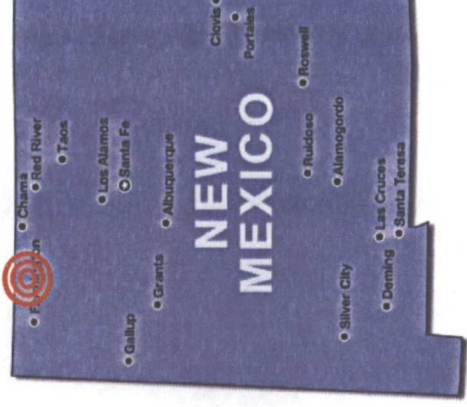 Chama
Red River
Taos
Los Alamos
Santa Fe
Gallup
Grants
Albuquerque
Clovis
Portales
NEW
MEXICO
Roswell
Ruidoso
Alamogordo
Silver City
Deming
Las Cruces
Santa Teresa